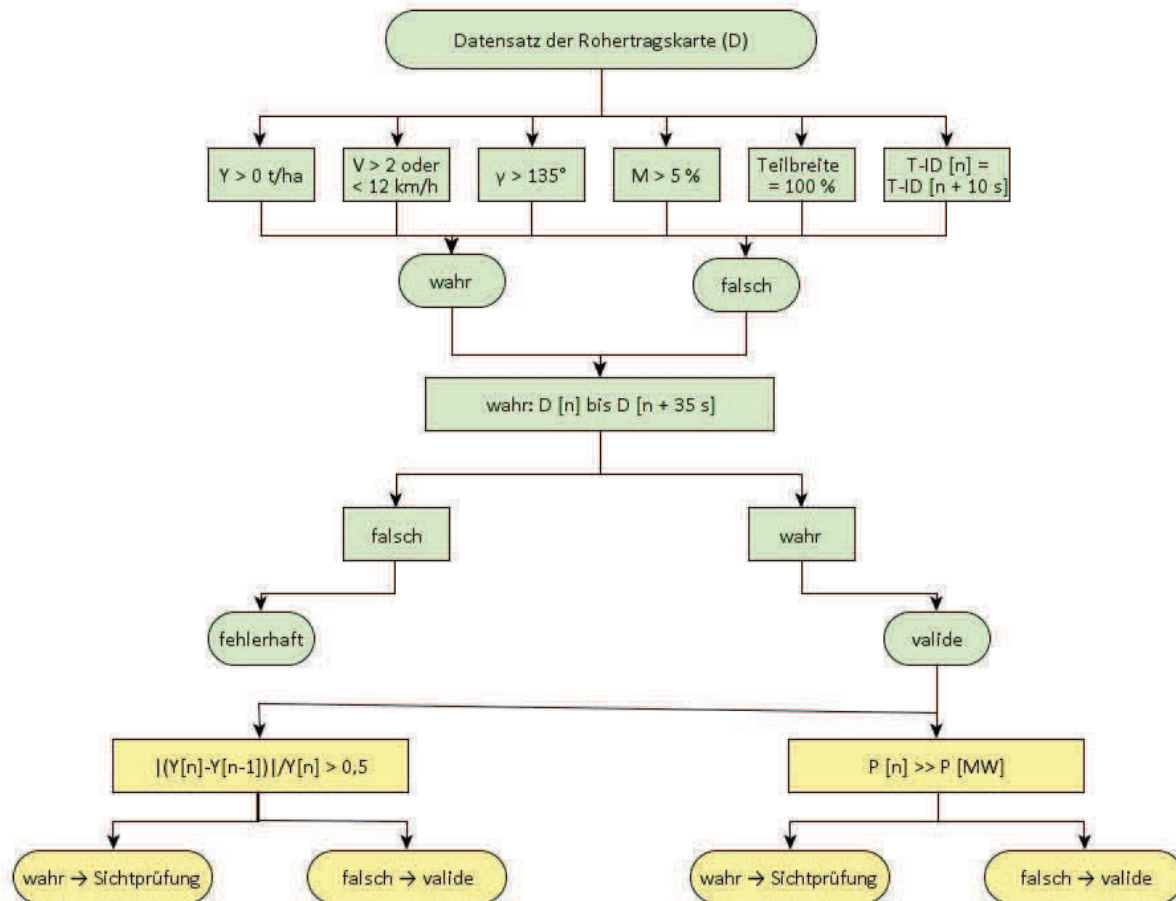 Datensatz der Rohertragskarte (D)
Y > 0 t/ha
V > 2 oder
< 12 km/h
γ > 135°
M > 5 %
Teilbreite
= 100 %
T-ID [n] =
T-ID [n + 10 s]
wahr
falsch
wahr: D [n] bis D [n + 35 s]
falsch
wahr
fehlerhaft
valide
|(Y[n]-Y[n-1])|/Y[n] > 0,5
P [n] >> P [MW]
wahr → Sichtprüfung
falsch → valide
wahr → Sichtprüfung
falsch → valide